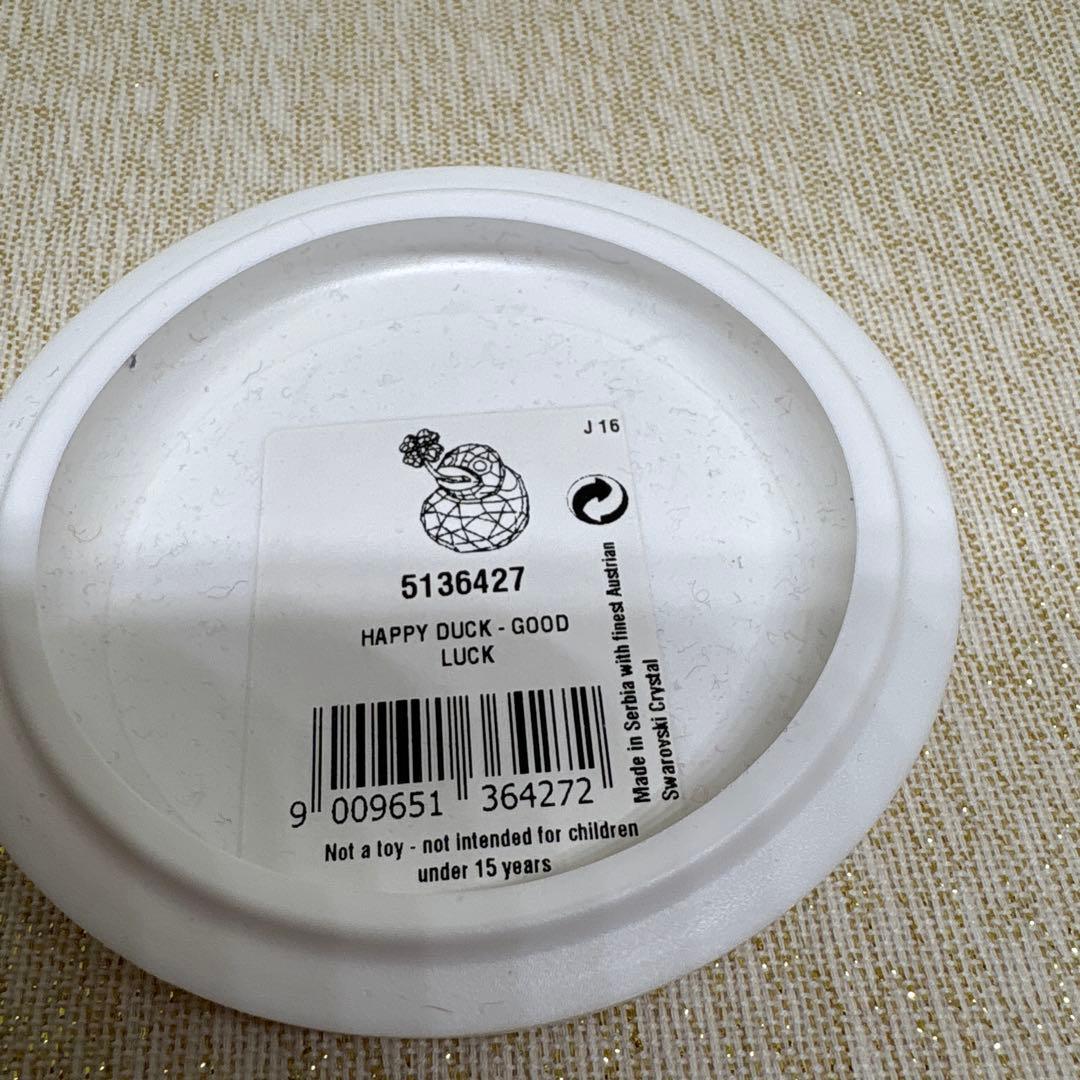 J 16
5136427
HAPPY DUCK - GOOD
LUCK
Made in Serbia with finest Austrian
Swarovski Crystal
9 009651 364272
Not a toy - not intended for children
under 15 years